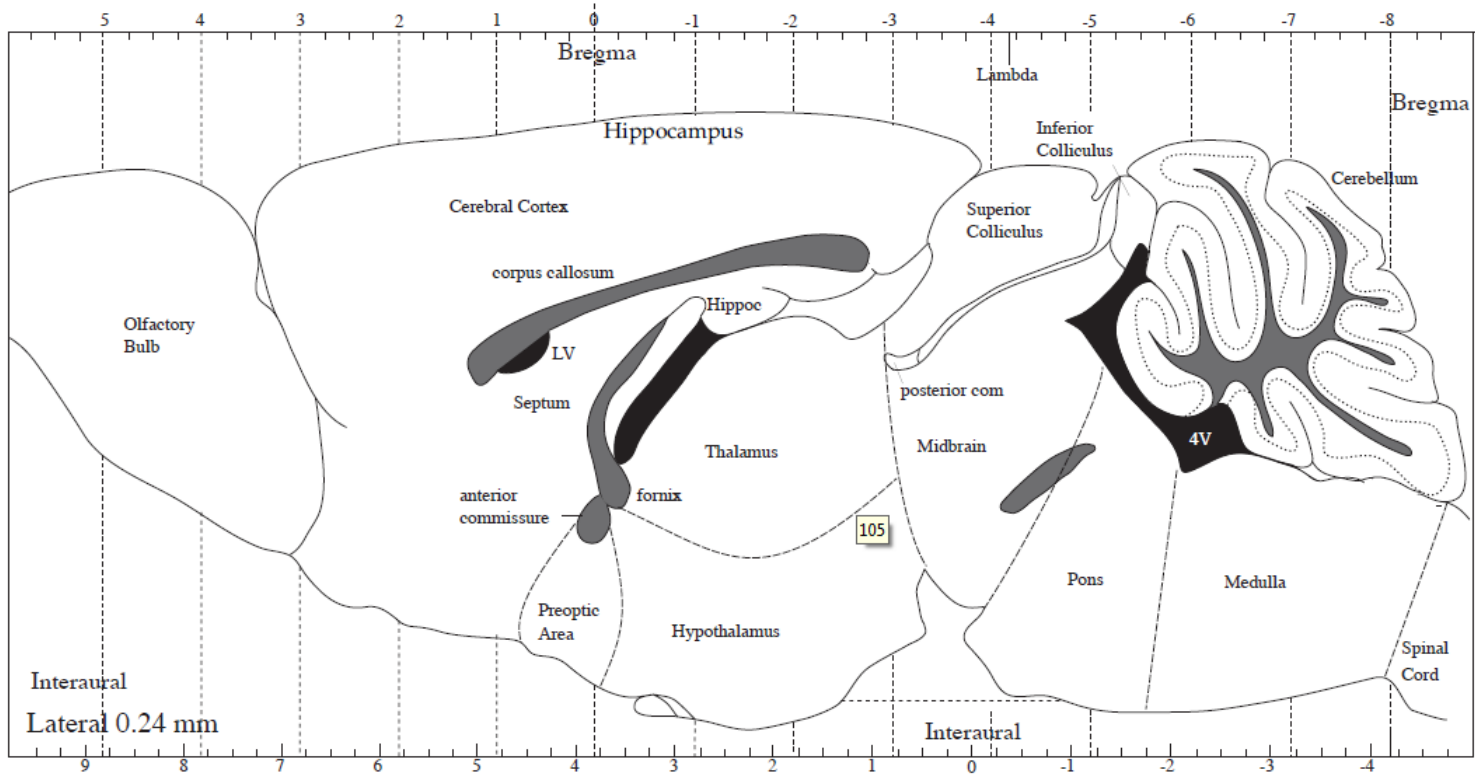 5 4 3 2 1 0 -1 -2 -3 -4 -5 -6 -7 -8
Bregma
Lambda
Bregma
Hippocampus
Inferior
Colliculus
Cerebellum
Cerebral Cortex
Superior
Colliculus
corpus callosum
Hippoc
Olfactory
Bulb
LV
posterior com
Septum
4V
Thalamus
Midbrain
anterior
commissure
fornix
105
Pons
Medulla
Preoptic
Area
Hypothalamus
Spinal
Cord
Interaural
Lateral 0.24 mm
Interaural
9 8 7 6 5 4 3 2 1 0 -1 -2 -3 -4